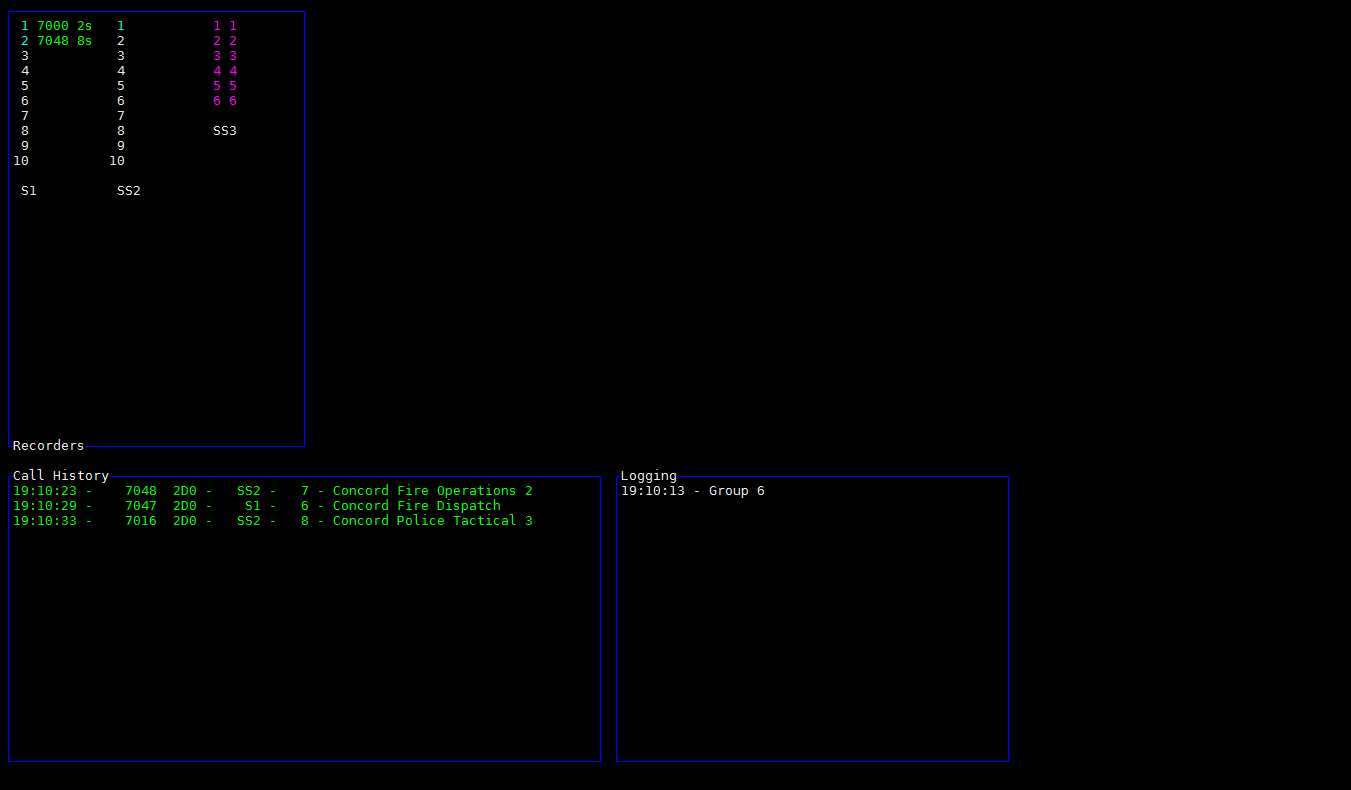 1 7000 2s 1 1 1
2 7048 8s 2 2 2
3 3 3 3
4 4 4 4
5 5 5 5
6 6 6 6
7 7
8 8 SS3
9 9
10 10
S1 SS2
Recorders
Call History
19:10:23 - 7048 2D0 - SS2 - 7 - Concord Fire Operations 2
19:10:29 - 7047 2D0 - S1 - 6 - Concord Fire Dispatch
19:10:33 - 7016 2D0 - SS2 - 8 - Concord Police Tactical 3
Logging
19:10:13 - Group 6